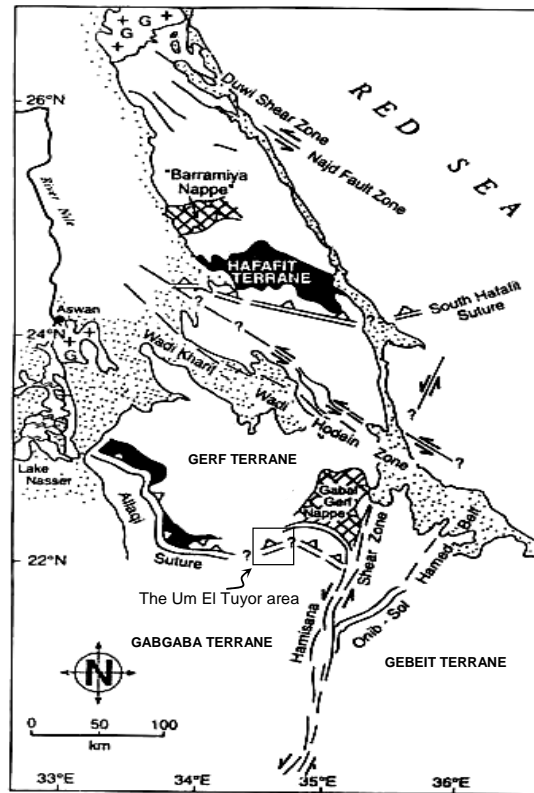 G
G
26°N
Duwi Shear Zone
Najd Fault Zone
RED SEA
River Nile
"Barramiya
Nappe"
HAFAFIT
TERRANE
South Hafafit
Suture
?
?
?
?
Aswan
24°N
G
Wadi Kharit
Wadi
Hodein
Zone
?
?
GERF TERRANE
Lake
Nasser
Gabal
Gerf
Nappe
Allaqi
Suture
?
?
22°N
The Um El Tuyor area
Hamisana
Shear Zone
Onib - Sol
Hamed
Belt
GABGABA TERRANE
GEBEIT TERRANE
N
0 50 100
km
33°E 34°E 35°E 36°E